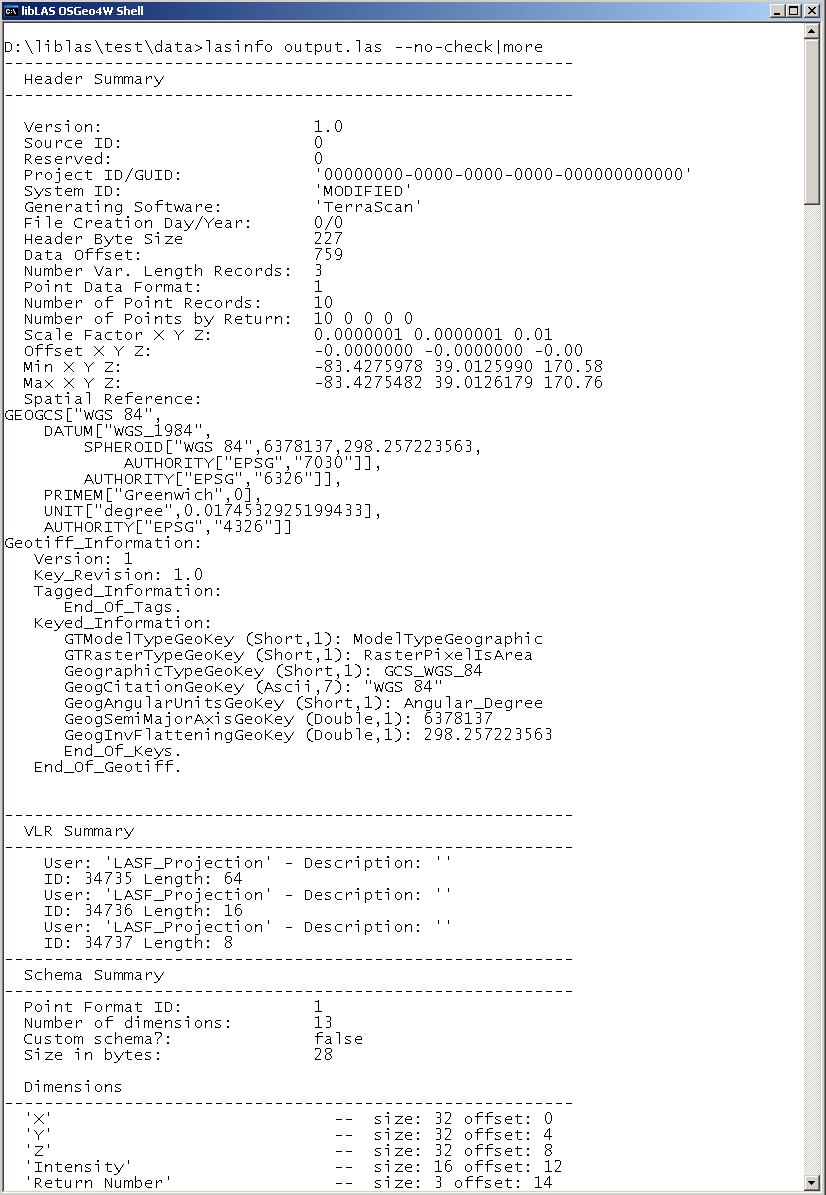 libLAS OSGeo4W Shell
D:\liblas\test\data>lasinfo output.las --no-check|more
---------------------------------------------------------
  Header Summary
---------------------------------------------------------
  Version:                     1.0
  Source ID:                   0
  Reserved:                    0
  Project ID/GUID:             '00000000-0000-0000-0000-000000000000'
  System ID:                   'MODIFIED'
  Generating Software:         'TerraScan'
  File Creation Day/Year:      0/0
  Header Byte Size             227
  Data Offset:                 759
  Number Var. Length Records:  3
  Point Data Format:           1
  Number of Point Records:     10
  Number of Points by Return:  10 0 0 0 0
  Scale Factor X Y Z:          0.0000001 0.0000001 0.01
  Offset X Y Z:                -0.0000000 -0.0000000 -0.00
  Min X Y Z:                   -83.4275978 39.0125990 170.58
  Max X Y Z:                   -83.4275482 39.0126179 170.76
  Spatial Reference:
GEOGCS["WGS 84",
    DATUM["WGS_1984",
        SPHEROID["WGS 84",6378137,298.257223563,
            AUTHORITY["EPSG","7030"]],
        AUTHORITY["EPSG","6326"]],
    PRIMEM["Greenwich",0],
    UNIT["degree",0.0174532925199433],
    AUTHORITY["EPSG","4326"]]
Geotiff_Information:
   Version: 1
   Key_Revision: 1.0
   Tagged_Information:
      End_Of_Tags.
   Keyed_Information:
      GTModelTypeGeoKey (Short,1): ModelTypeGeographic
      GTRasterTypeGeoKey (Short,1): RasterPixelIsArea
      GeographicTypeGeoKey (Short,1): GCS_WGS_84
      GeogCitationGeoKey (Ascii,7): "WGS 84"
      GeogAngularUnitsGeoKey (Short,1): Angular_Degree
      GeogSemiMajorAxisGeoKey (Double,1): 6378137
      GeogInvFlatteningGeoKey (Double,1): 298.257223563
      End_Of_Keys.
   End_Of_Geotiff.
---------------------------------------------------------
  VLR Summary
---------------------------------------------------------
    User: 'LASF_Projection' - Description: ''
    ID: 34735 Length: 64
    User: 'LASF_Projection' - Description: ''
    ID: 34736 Length: 16
    User: 'LASF_Projection' - Description: ''
    ID: 34737 Length: 8
---------------------------------------------------------
  Schema Summary
---------------------------------------------------------
  Point Format ID:             1
  Number of dimensions:        13
  Custom schema?:              false
  Size in bytes:               28
  Dimensions
---------------------------------------------------------
  'X'                            --  size: 32 offset: 0
  'Y'                            --  size: 32 offset: 4
  'Z'                            --  size: 32 offset: 8
  'Intensity'                    --  size: 16 offset: 12
  'Return Number'                --  size: 3 offset: 14